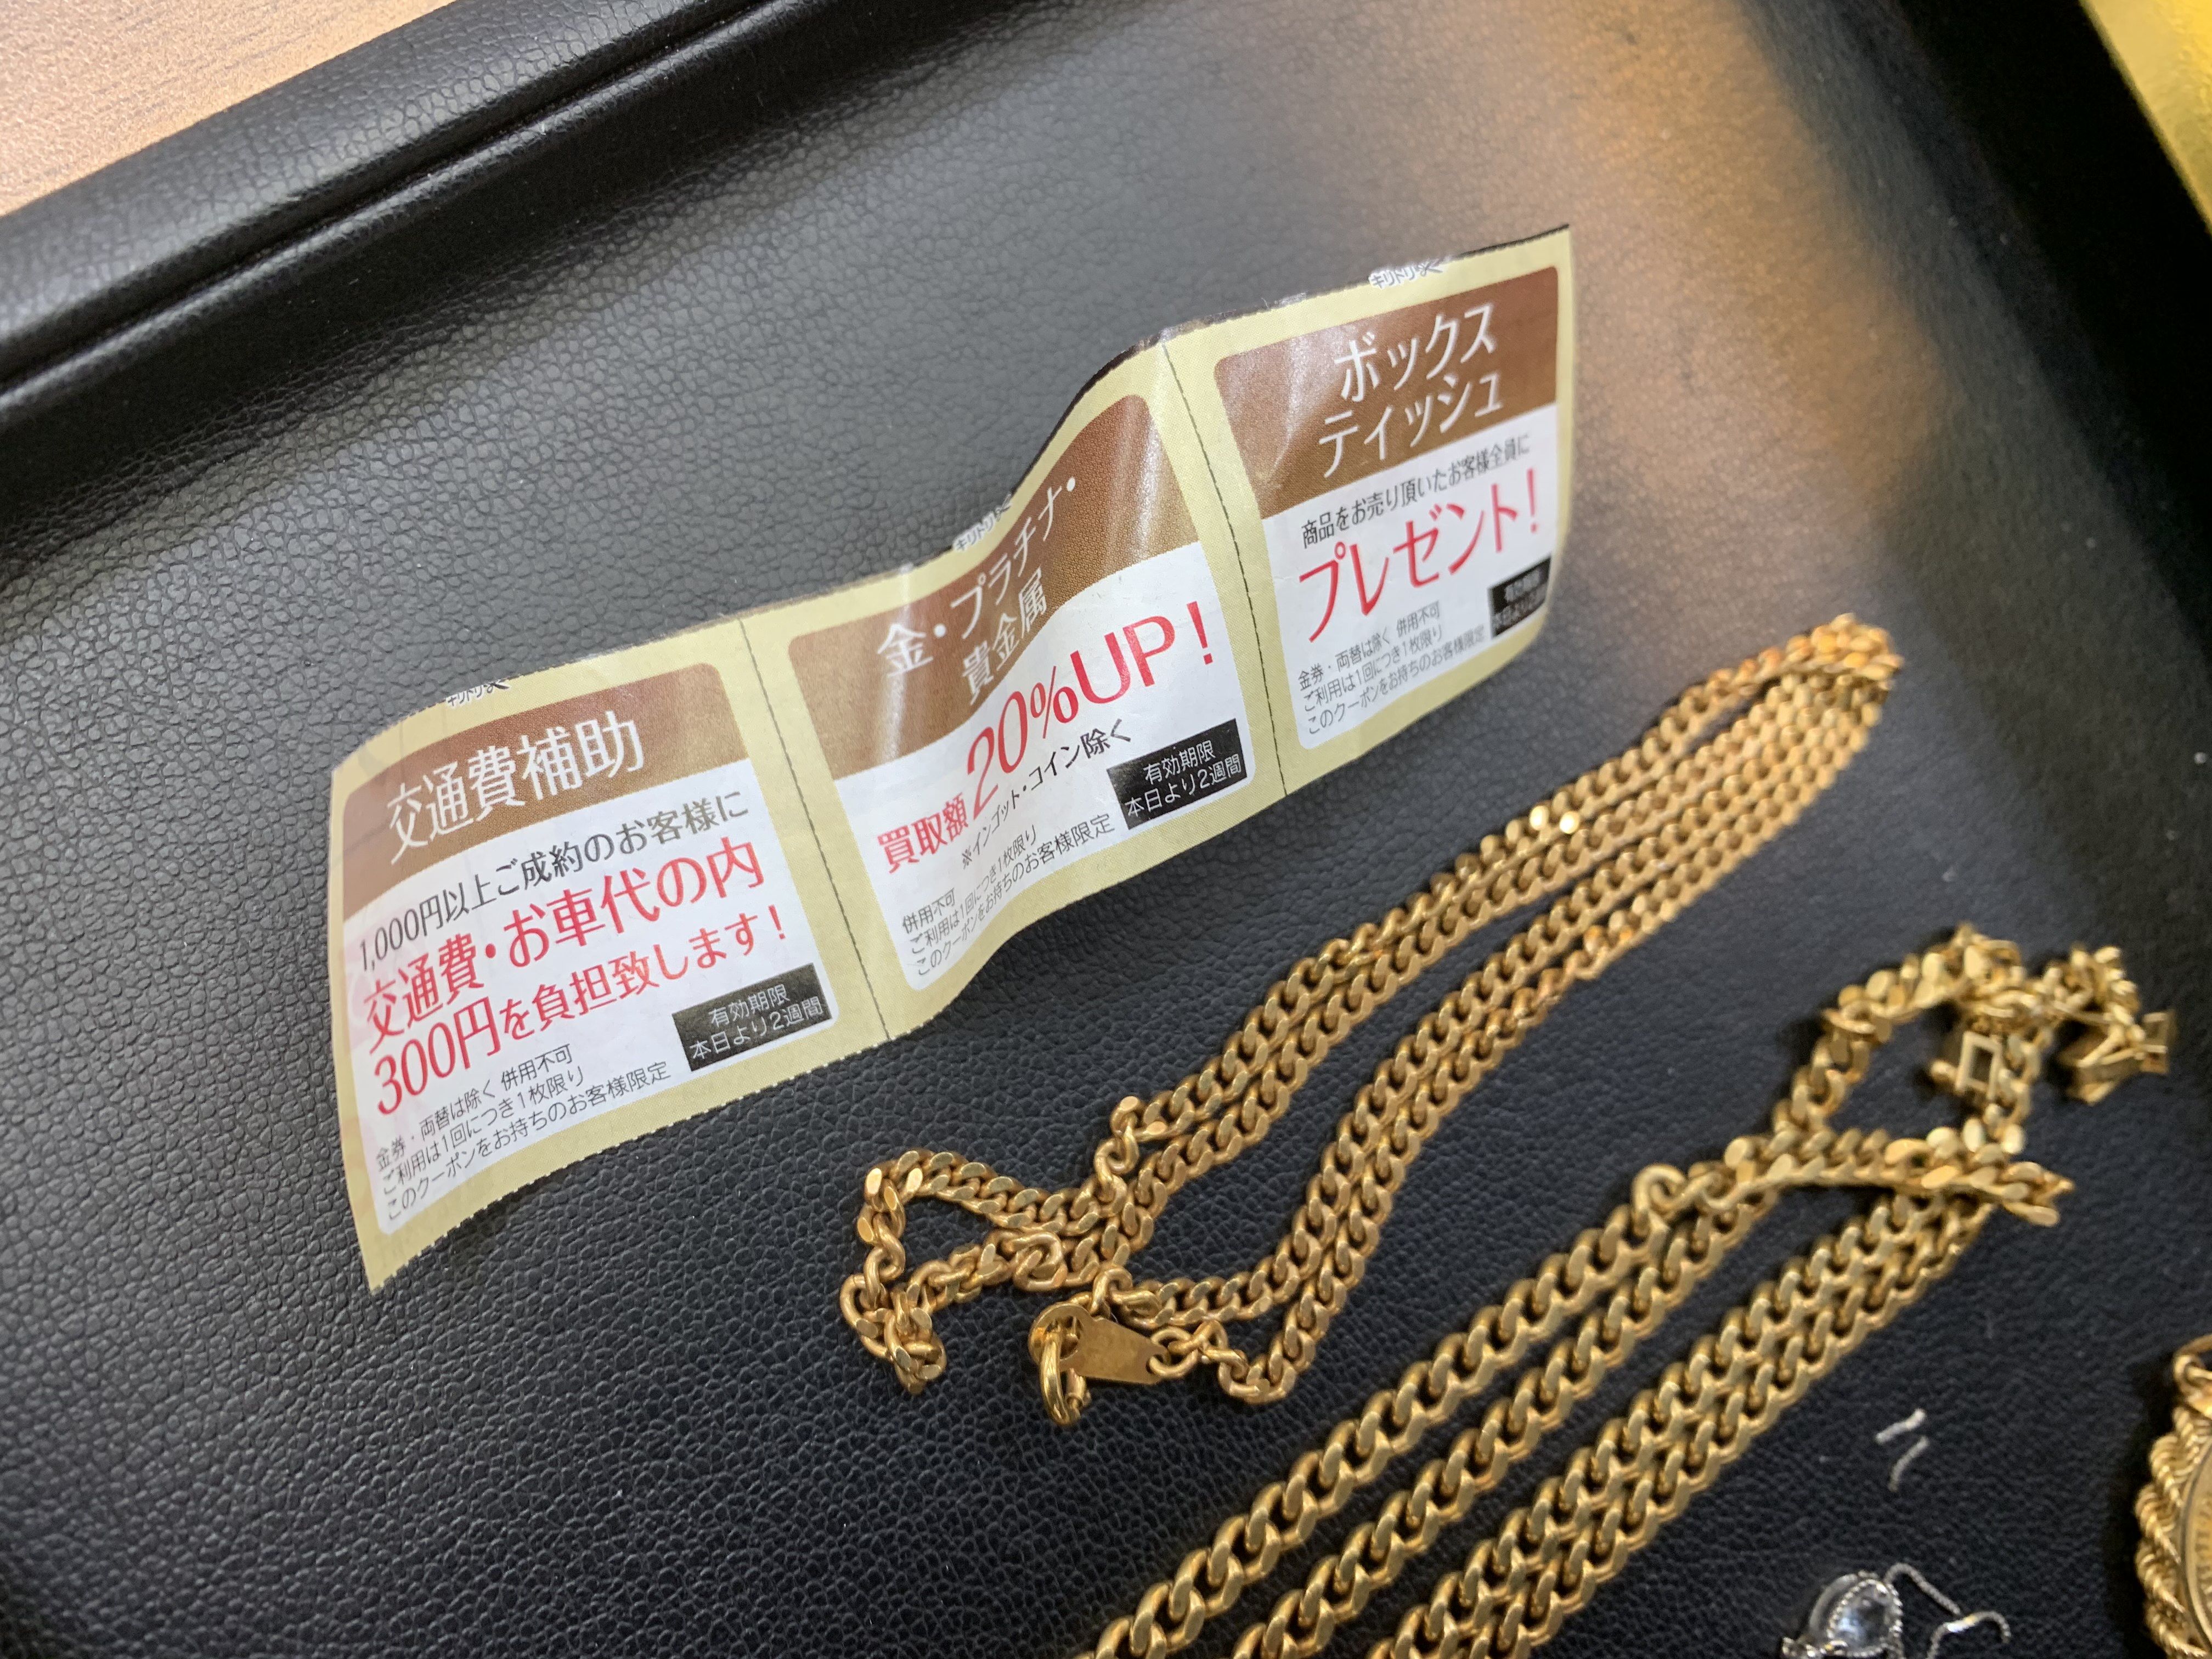 キリトリ
交通費補助
1,000円以上ご成約のお客様に
交通費・お車代の内
300円を負担致します!
有効期限
本日より2週間
金券・両替は除く 併用不可
ご利用は1回につき1枚限り
このクーポンをお持ちのお客様限定
キリトリ
金・プラチナ・
貴金属
買取額20%UP!
※インゴット・コイン除く
有効期限
本日より2週間
併用不可
ご利用は1回につき1枚限り
このクーポンをお持ちのお客様限定
キリトリ
ボックス
ティッシュ
商品をお売り頂いたお客様全員に
プレゼント!
有効期限
本日より
金券・両替は除く 併用不可
ご利用は1回につき1枚限り
このクーポンをお持ちのお客様限定